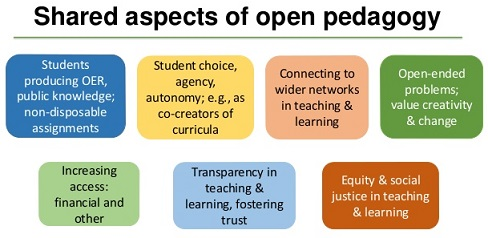 Shared aspects of open pedagogy
Students
producing OER,
public knowledge;
non-disposable
assignments
Student choice,
agency,
autonomy; e.g., as
co-creators of
curricula
Connecting to
wider networks
in teaching &
learning
Open-ended
problems;
value creativity
& change
Increasing
access:
financial and
other
Transparency in
teaching &
learning, fostering
trust
Equity & social
justice in teaching
& learning